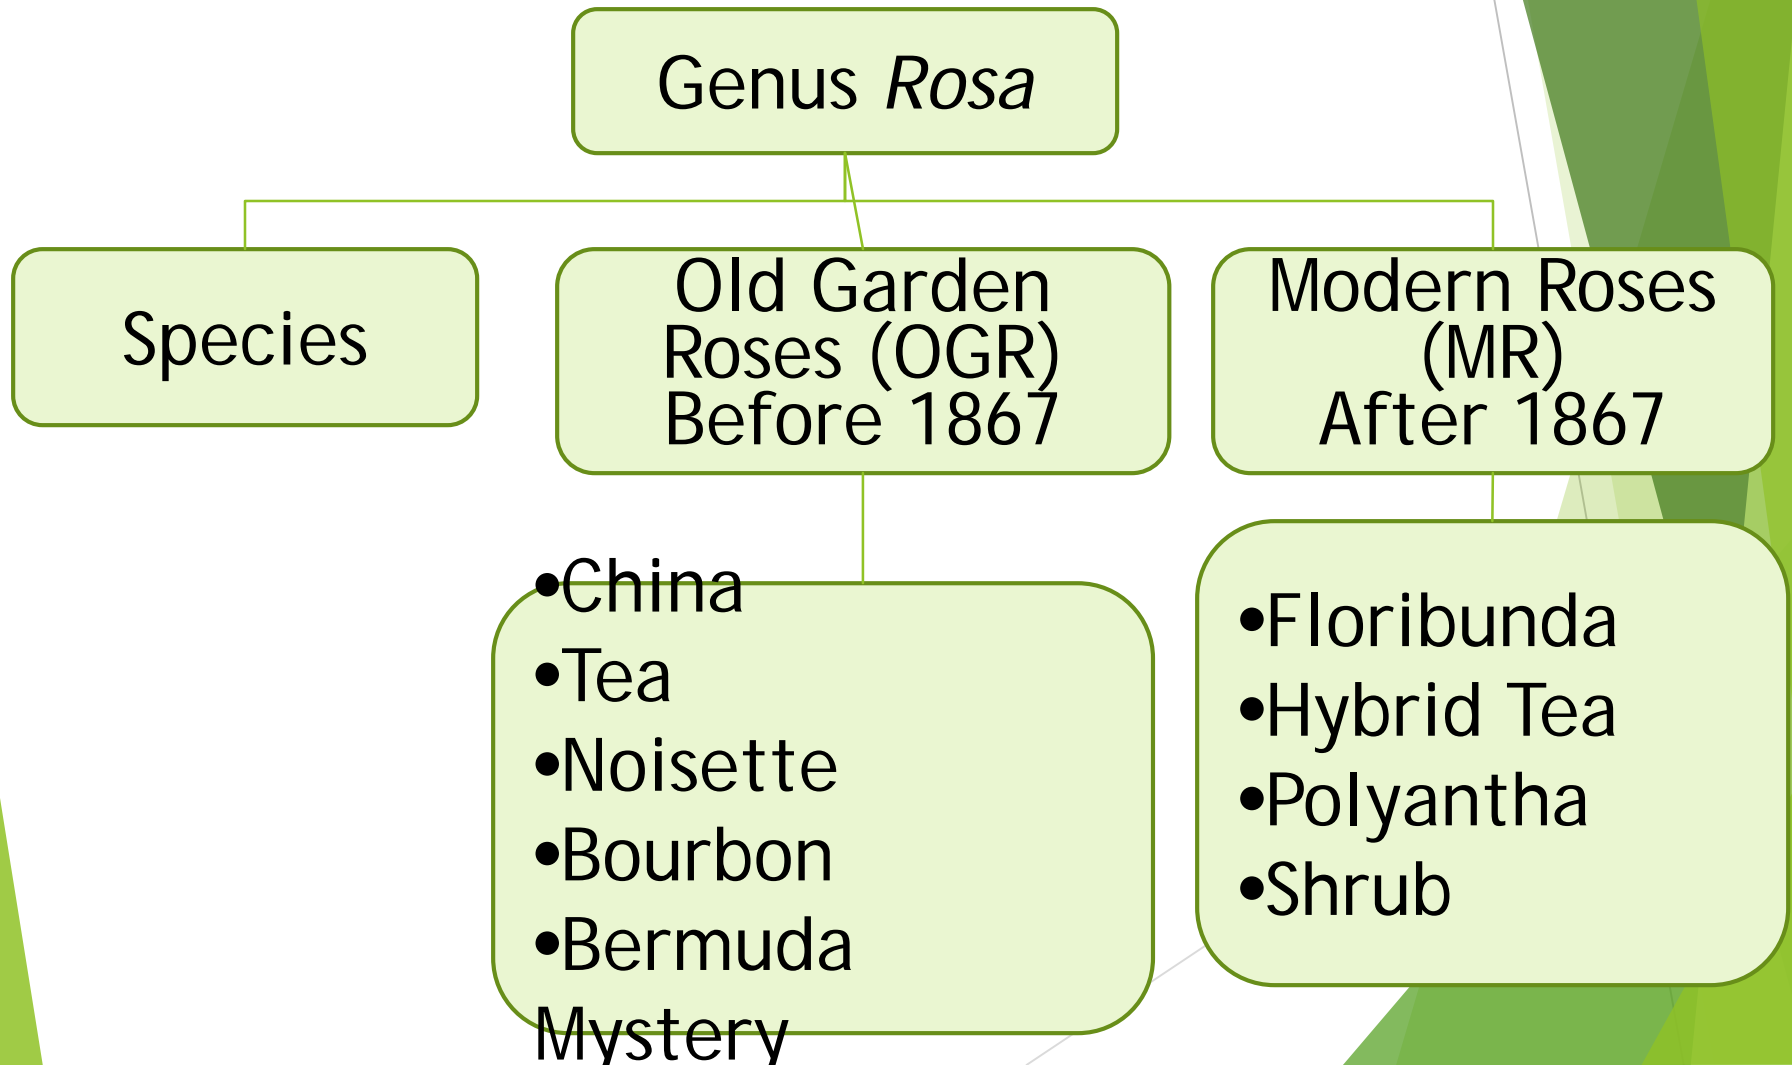 Genus Rosa
Species
Old Garden
Roses (OGR)
Before 1867
Modern Roses
(MR)
After 1867
•China
•Tea
•Noisette
•Bourbon
•Bermuda
Mystery
•Floribunda
•Hybrid Tea
•Polyantha
•Shrub